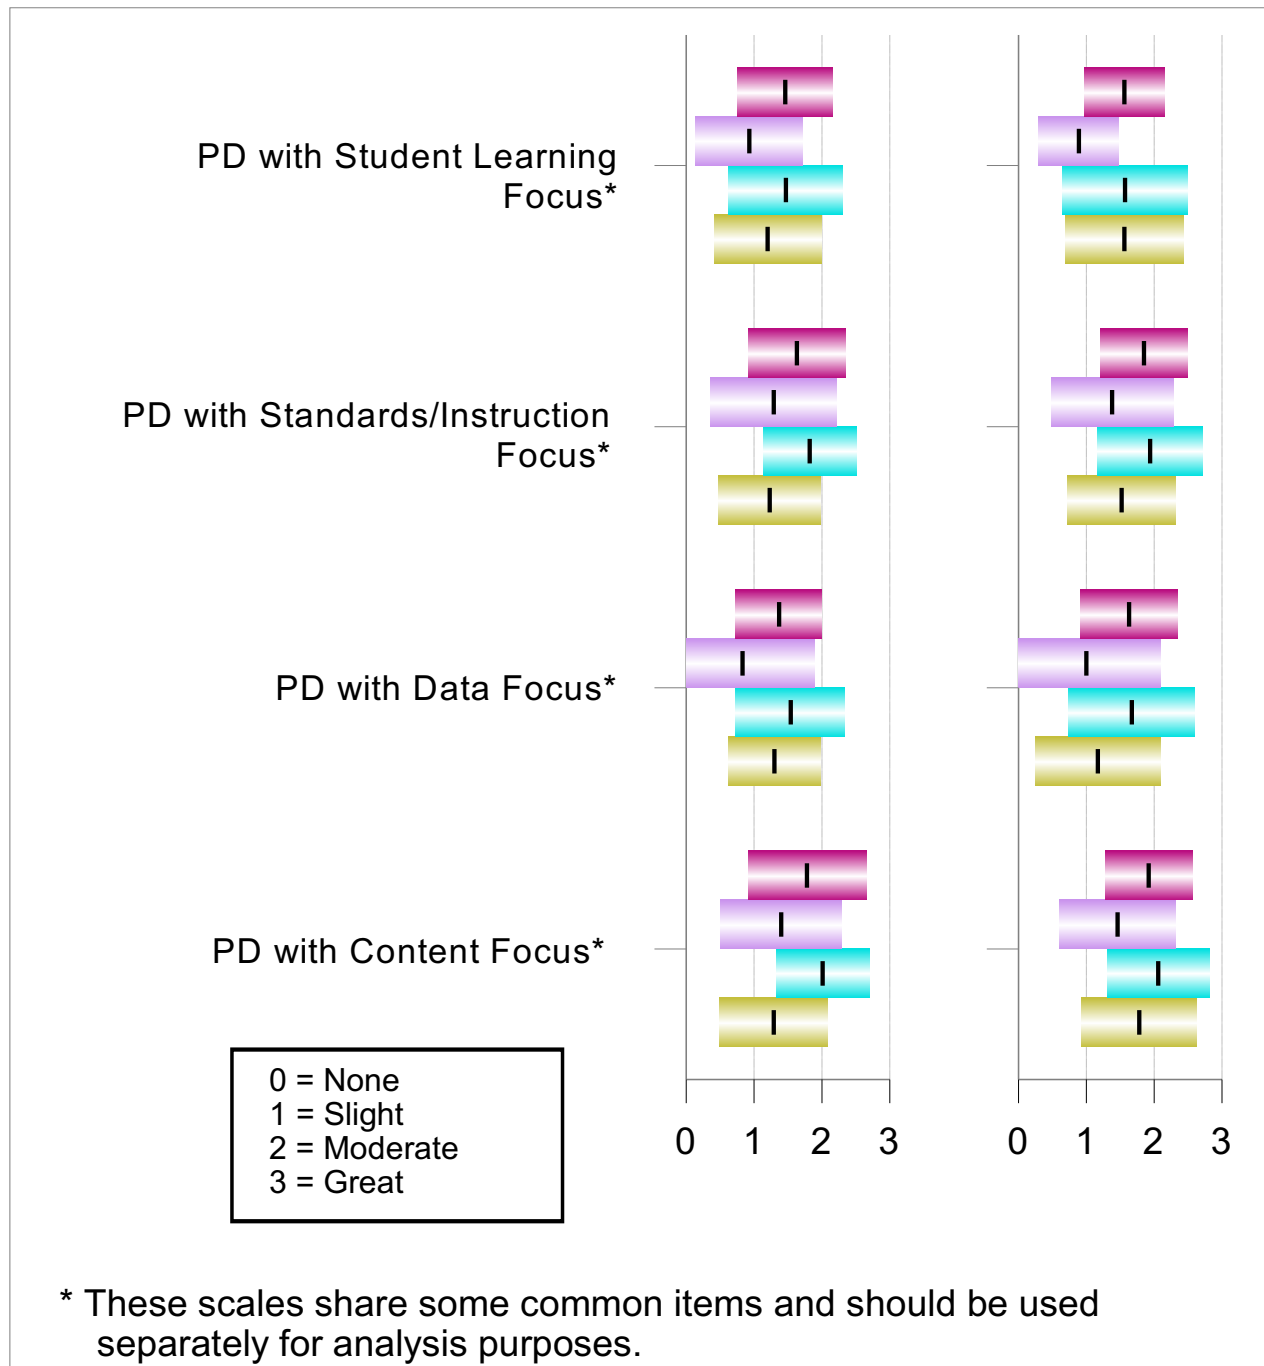 PD with Student Learning
Focus*
PD with Standards/Instruction
Focus*
PD with Data Focus*
PD with Content Focus*
0 1 2 3 0 1 2 3
0 = None
1 = Slight
2 = Moderate
3 = Great
* These scales share some common items and should be used
separately for analysis purposes.